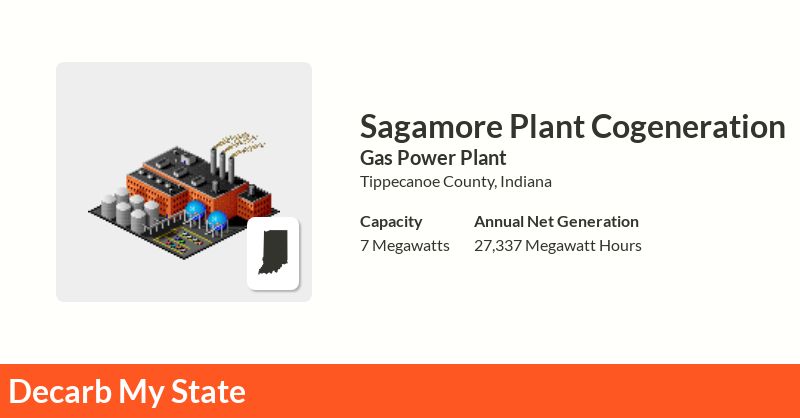 Sagamore Plant Cogeneration
Gas Power Plant
Tippecanoe County, Indiana
Capacity Annual Net Generation
7 Megawatts 27,337 Megawatt Hours
Decarb My State